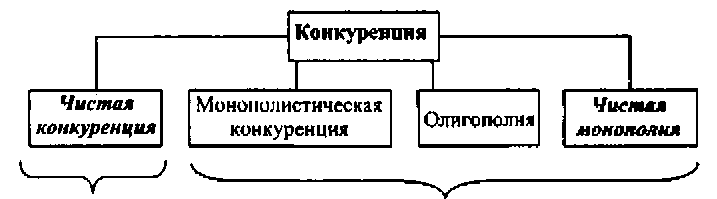 Конкуренция
Чистая
конкуренция
Монополистическая
конкуренция
Олигополия
Чистая
монополия